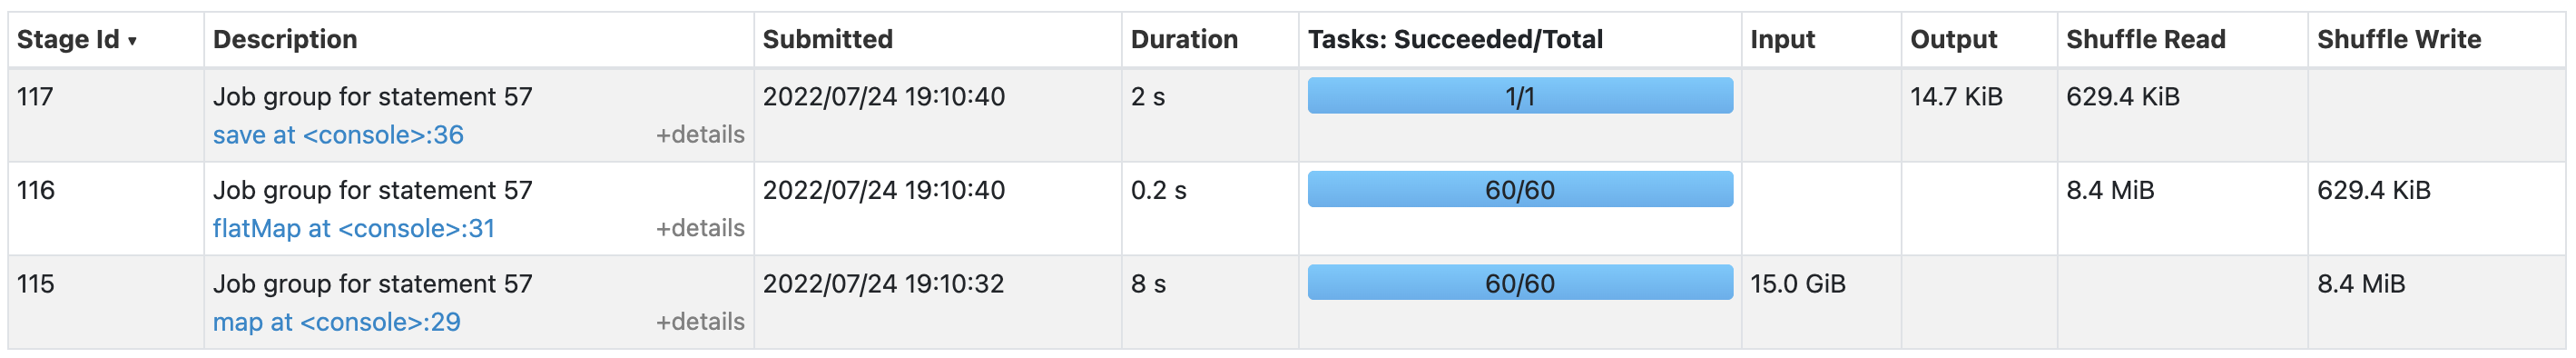 Stage Id ▾ Description Submitted Duration Tasks: Succeeded/Total Input Output Shuffle Read Shuffle Write
117 Job group for statement 57 2022/07/24 19:10:40 2 s 1/1 14.7 KiB 629.4 KiB
save at <console>:36 +details
116 Job group for statement 57 2022/07/24 19:10:40 0.2 s 60/60 8.4 MiB 629.4 KiB
flatMap at <console>:31 +details
115 Job group for statement 57 2022/07/24 19:10:32 8 s 60/60 15.0 GiB 8.4 MiB
map at <console>:29 +details